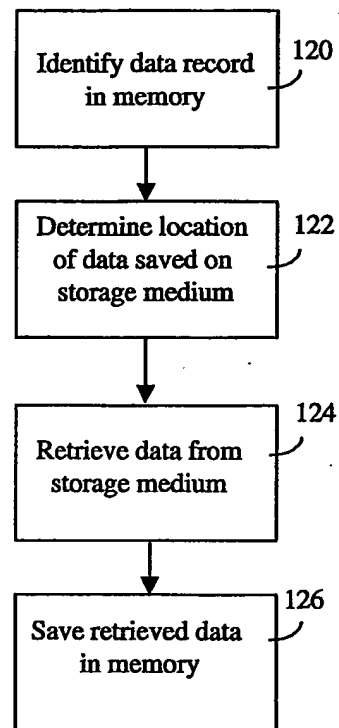 Identify data record
in memory
120
Determine location
of data saved on
storage medium
122
Retrieve data from
storage medium
124
Save retrieved data
in memory
126